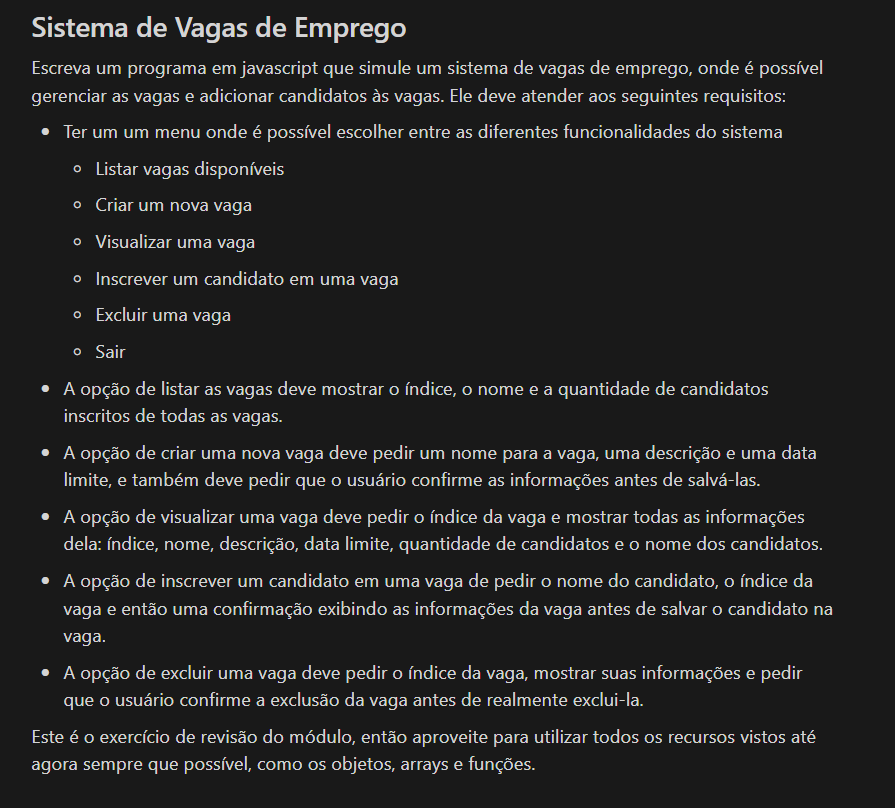 Sistema de Vagas de Emprego
Escreva um programa em javascript que simule um sistema de vagas de emprego, onde é possível
gerenciar as vagas e adicionar candidatos às vagas. Ele deve atender aos seguintes requisitos:
• Ter um um menu onde é possível escolher entre as diferentes funcionalidades do sistema
◦ Listar vagas disponíveis
◦ Criar um nova vaga
◦ Visualizar uma vaga
◦ Inscrever um candidato em uma vaga
◦ Excluir uma vaga
◦ Sair
• A opção de listar as vagas deve mostrar o índice, o nome e a quantidade de candidatos
inscritos de todas as vagas.
• A opção de criar uma nova vaga deve pedir um nome para a vaga, uma descrição e uma data
limite, e também deve pedir que o usuário confirme as informações antes de salvá-las.
• A opção de visualizar uma vaga deve pedir o índice da vaga e mostrar todas as informações
dela: índice, nome, descrição, data limite, quantidade de candidatos e o nome dos candidatos.
• A opção de inscrever um candidato em uma vaga de pedir o nome do candidato, o índice da
vaga e então uma confirmação exibindo as informações da vaga antes de salvar o candidato na
vaga.
• A opção de excluir uma vaga deve pedir o índice da vaga, mostrar suas informações e pedir
que o usuário confirme a exclusão da vaga antes de realmente exclui-la.
Este é o exercício de revisão do módulo, então aproveite para utilizar todos os recursos vistos até
agora sempre que possível, como os objetos, arrays e funções.